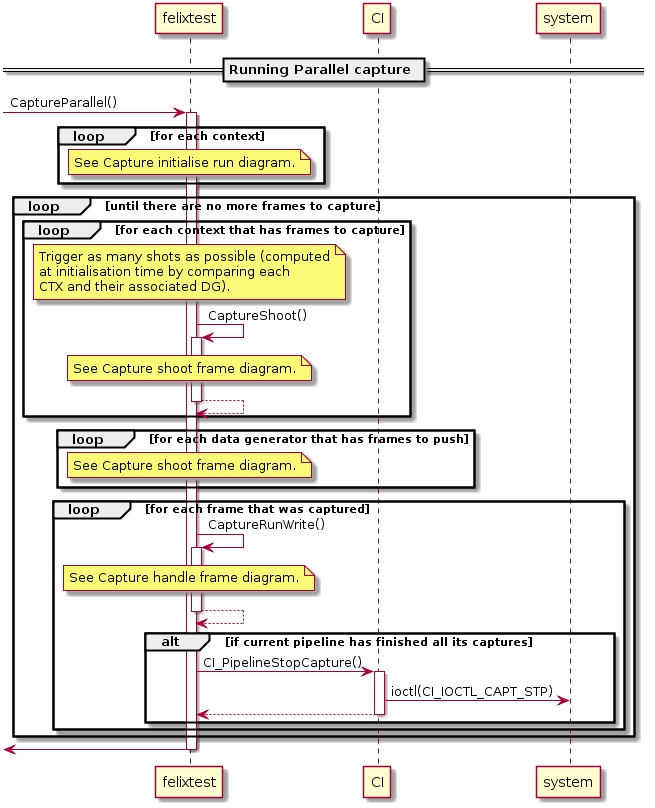 felixtest
CI
system
Running Parallel capture
CaptureParallel()
loop
[for each context]
See Capture initialise run diagram.
loop
[until there are no more frames to capture]
loop
[for each context that has frames to capture]
Trigger as many shots as possible (computed
at initialisation time by comparing each
CTX and their associated DG).
CaptureShoot()
See Capture shoot frame diagram.
loop
[for each data generator that has frames to push]
See Capture shoot frame diagram.
loop
[for each frame that was captured]
CaptureRunWrite()
See Capture handle frame diagram.
alt
[if current pipeline has finished all its captures]
CI_PipelineStopCapture()
ioctl(CI_IOCTL_CAPT_STP)
felixtest
CI
system